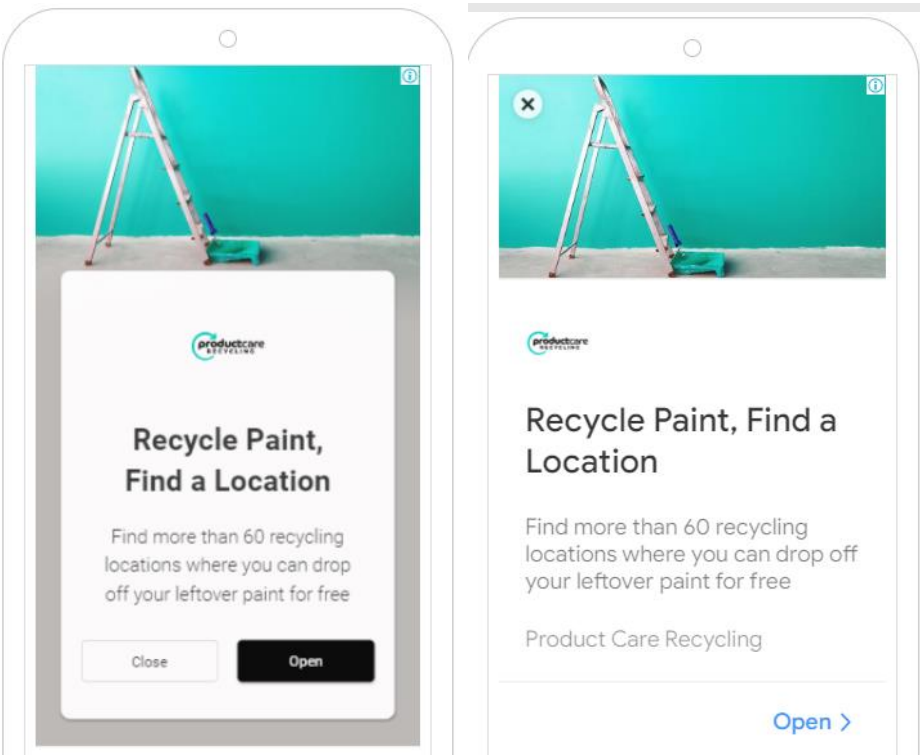 productcare
RECYCLING
Recycle Paint,
Find a Location
Find more than 60 recycling
locations where you can drop
off your leftover paint for free
Close
Open
productcare
RECYCLING
Recycle Paint, Find a
Location
Find more than 60 recycling
locations where you can drop off
your leftover paint for free
Product Care Recycling
Open >